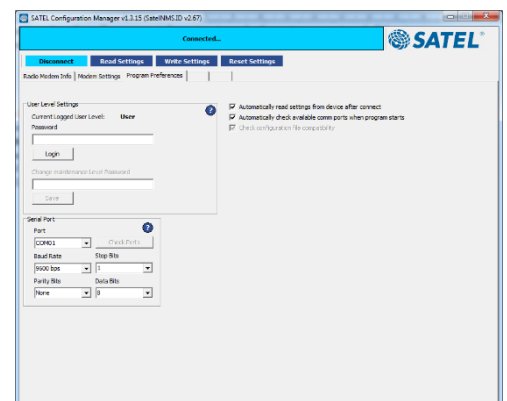 SATEL Configuration Manager v1.3.15 (SatelNMS.ID v2.67)
Connected...
SATEL
Disconnect Read Settings Write Settings Reset Settings
Radio Modem Info Modem Settings Program Preferences
User Level Settings
Current Logged User Level: User
Password
Login
Change maintenance Level Password
Save
Automatically read settings from device after connect
Automatically check available comm ports when program starts
Check configuration file compatibility
Serial Port
Port
COM01 Check Ports
Baud Rate Stop Bits
9600 bps 1
Parity Bits Data Bits
None 8